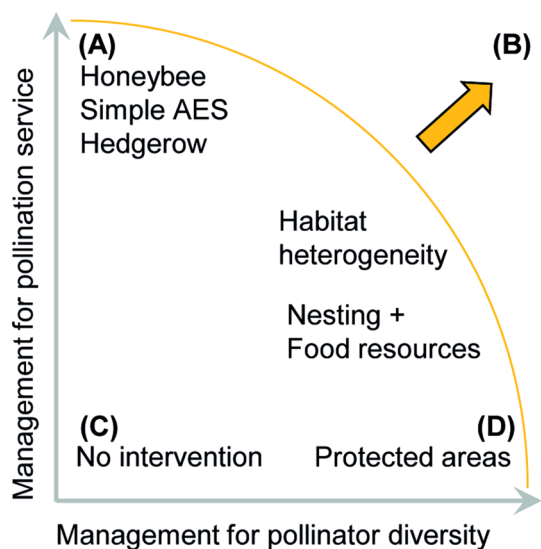 (A)
Honeybee
Simple AES
Hedgerow
(B)
Habitat
heterogeneity
Nesting +
Food resources
(C)
No intervention
(D)
Protected areas
Management for pollination service
Management for pollinator diversity